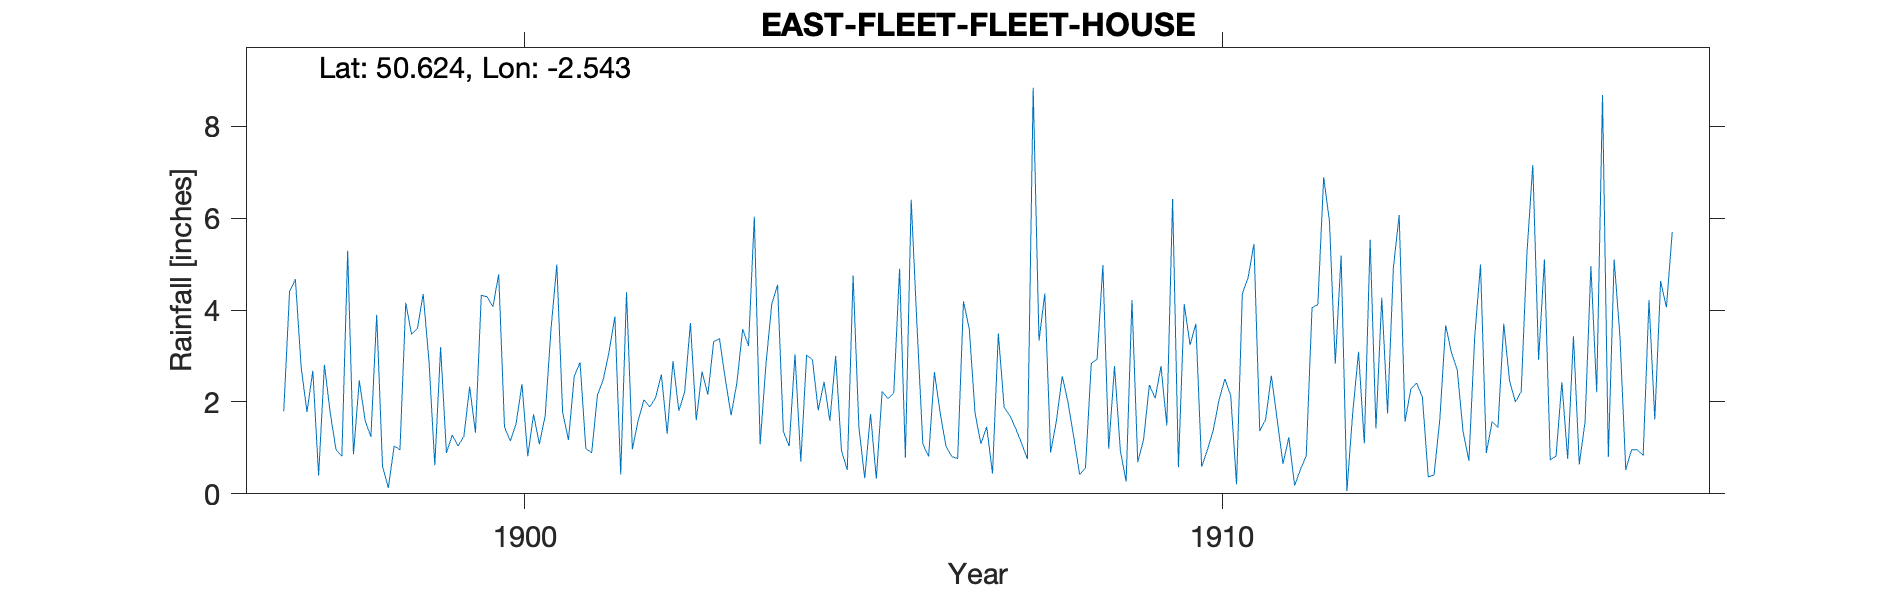 EAST-FLEET-FLEET-HOUSE
Lat: 50.624, Lon: -2.543
8
6
4
2
0
Rainfall [inches]
1900 1910
Year